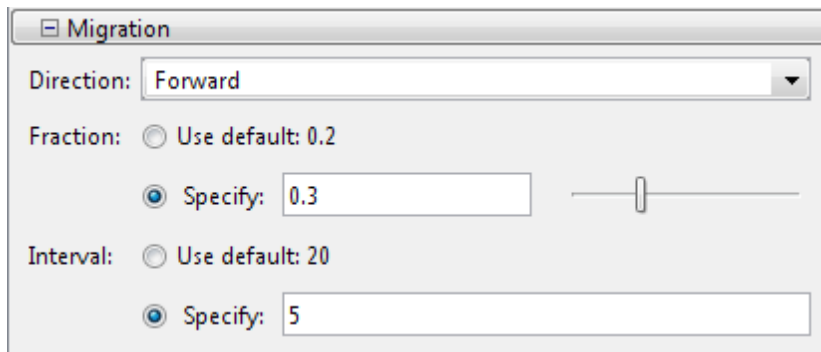 Migration
Direction: Forward
Fraction: Use default: 0.2
Specify: 0.3
Interval: Use default: 20
Specify: 5